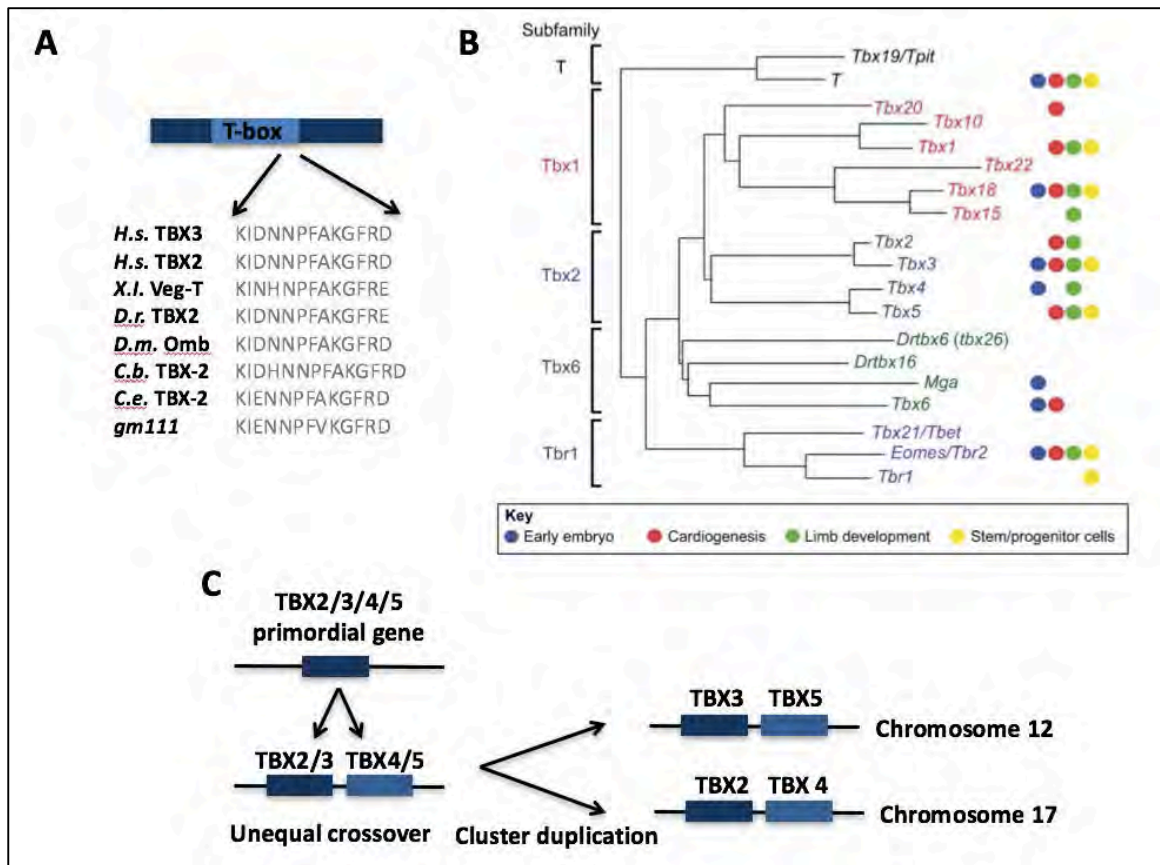 A
T-box
H.s. TBX3 KIDNNPFAKGFRD
H.s. TBX2 KIDNNPFAKGFRD
X.l. Veg-T KINHNPFAKGFRE
D.r. TBX2 KIDNNPFAKGFRE
D.m. Omb KIDNNPFAKGFRD
C.b. TBX-2 KIDHNNPFAKGFRD
C.e. TBX-2 KIENNPFAKGFRD
gm111 KIENNPFVKGFRD
B
Subfamily
T
Tbx1
Tbx2
Tbx6
Tbr1
Tbx19/Tpit
T
Tbx20
Tbx10
Tbx1
Tbx22
Tbx18
Tbx15
Tbx2
Tbx3
Tbx4
Tbx5
Drtbx6 (tbx26)
Drtbx16
Mga
Tbx6
Tbx21/Tbet
Eomes/Tbr2
Tbr1
Key
Early embryo Cardiogenesis Limb development Stem/progenitor cells
C
TBX2/3/4/5
primordial gene
TBX2/3 TBX4/5
Unequal crossover
Cluster duplication
TBX3 TBX5
Chromosome 12
TBX2 TBX 4
Chromosome 17